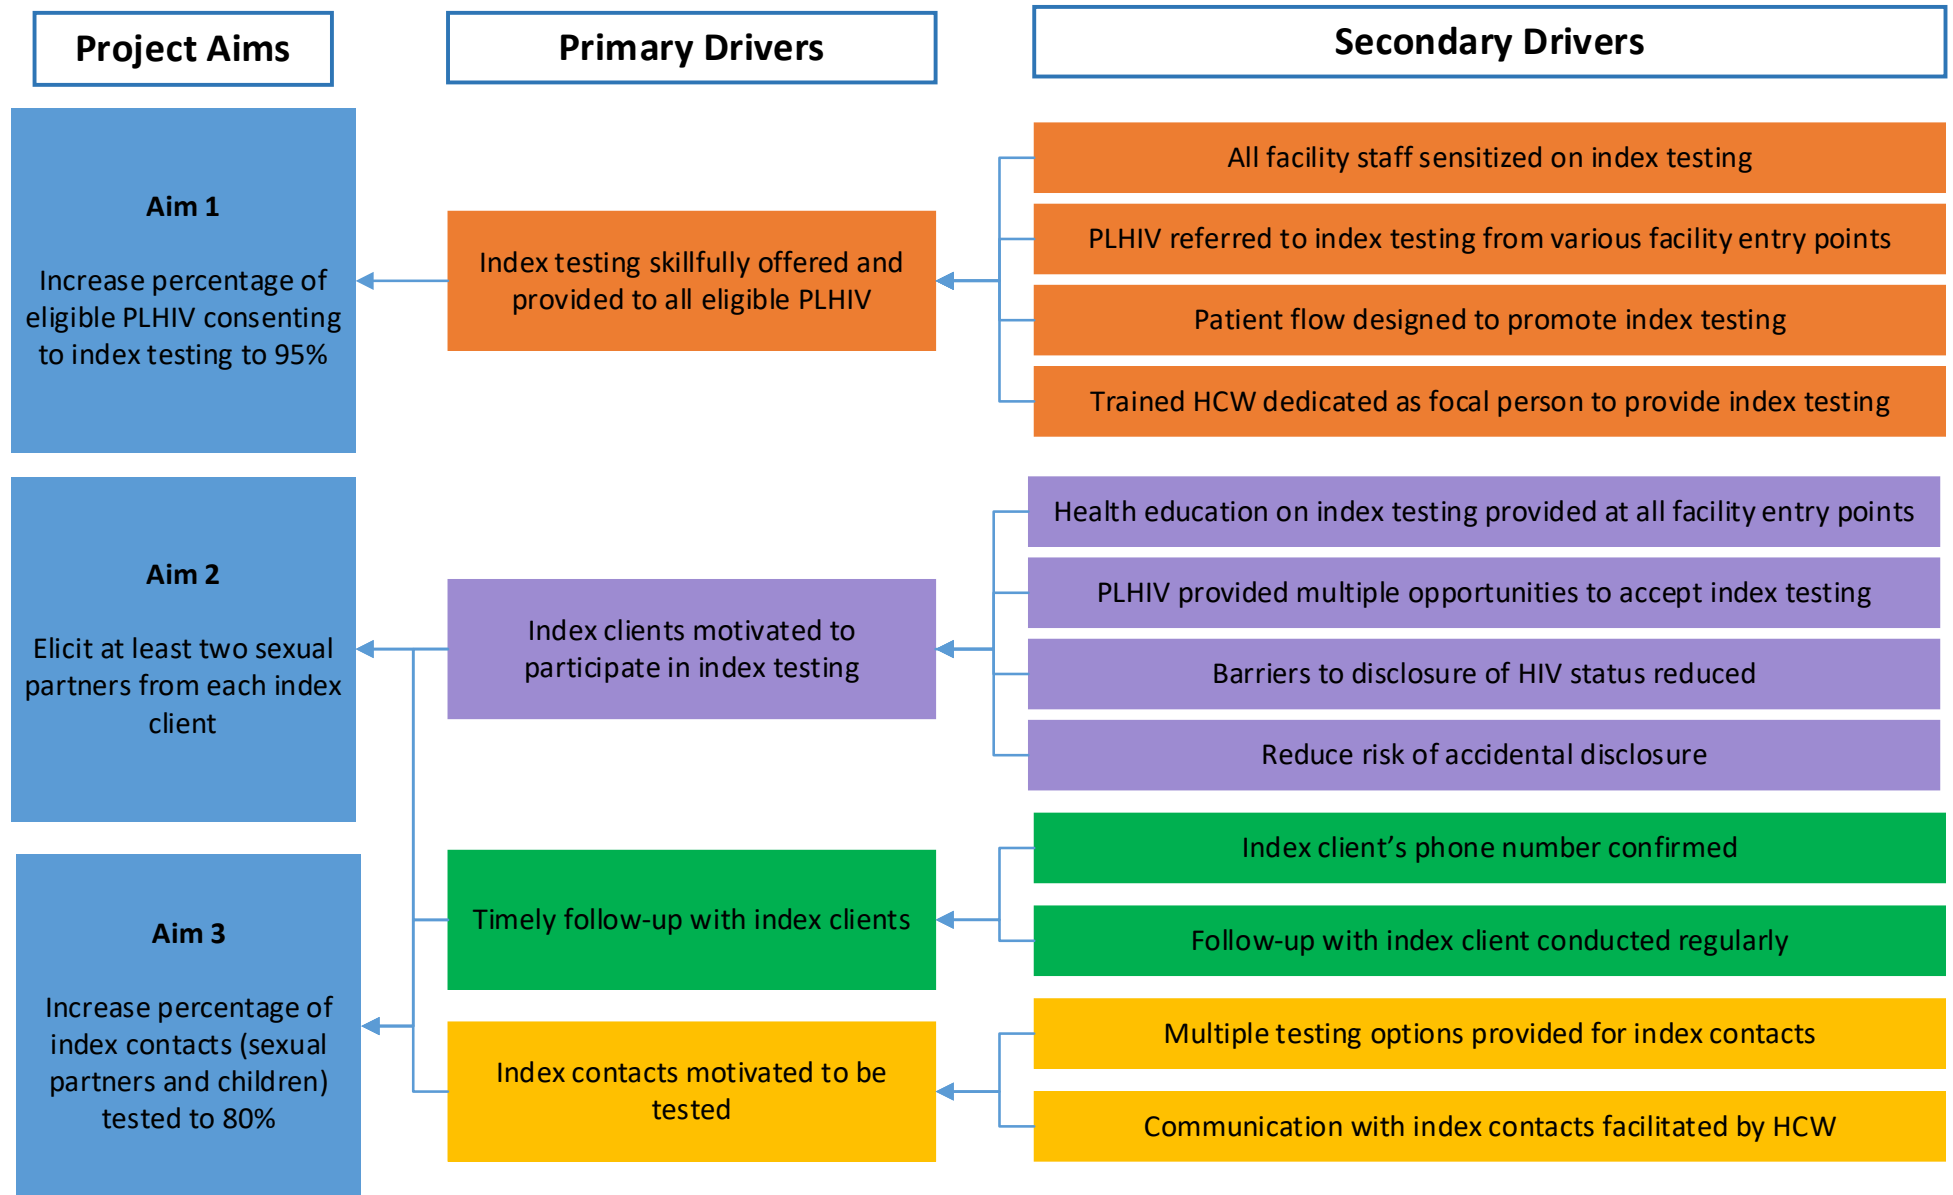 Project Aims
Primary Drivers
Secondary Drivers
Aim 1
Increase percentage of
eligible PLHIV consenting
to index testing to 95%
Index testing skillfully offered and
provided to all eligible PLHIV
All facility staff sensitized on index testing
PLHIV referred to index testing from various facility entry points
Patient flow designed to promote index testing
Trained HCW dedicated as focal person to provide index testing
Aim 2
Elicit at least two sexual
partners from each index
client
Index clients motivated to
participate in index testing
Health education on index testing provided at all facility entry points
PLHIV provided multiple opportunities to accept index testing
Barriers to disclosure of HIV status reduced
Reduce risk of accidental disclosure
Aim 3
Increase percentage of
index contacts (sexual
partners and children)
tested to 80%
Timely follow-up with index clients
Index client’s phone number confirmed
Follow-up with index client conducted regularly
Index contacts motivated to be
tested
Multiple testing options provided for index contacts
Communication with index contacts facilitated by HCW